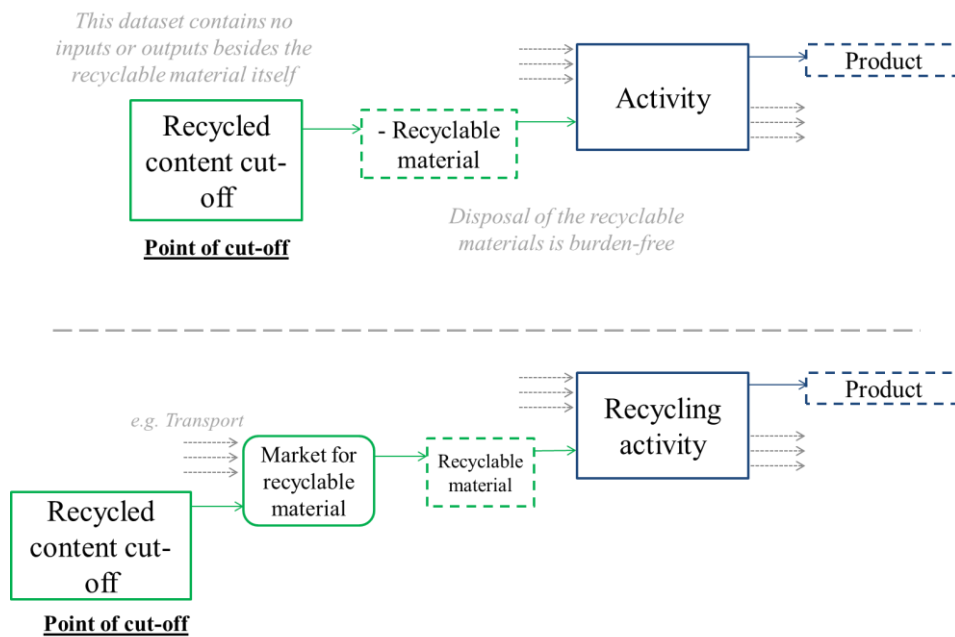 This dataset contains no
inputs or outputs besides the
recyclable material itself
Recycled
content cut-
off
Point of cut-off
- Recyclable
material
Activity
Product
Disposal of the recyclable
materials is burden-free
e.g. Transport
Recycled
content cut-
off
Point of cut-off
Market for
recyclable
material
Recyclable
material
Recycling
activity
Product